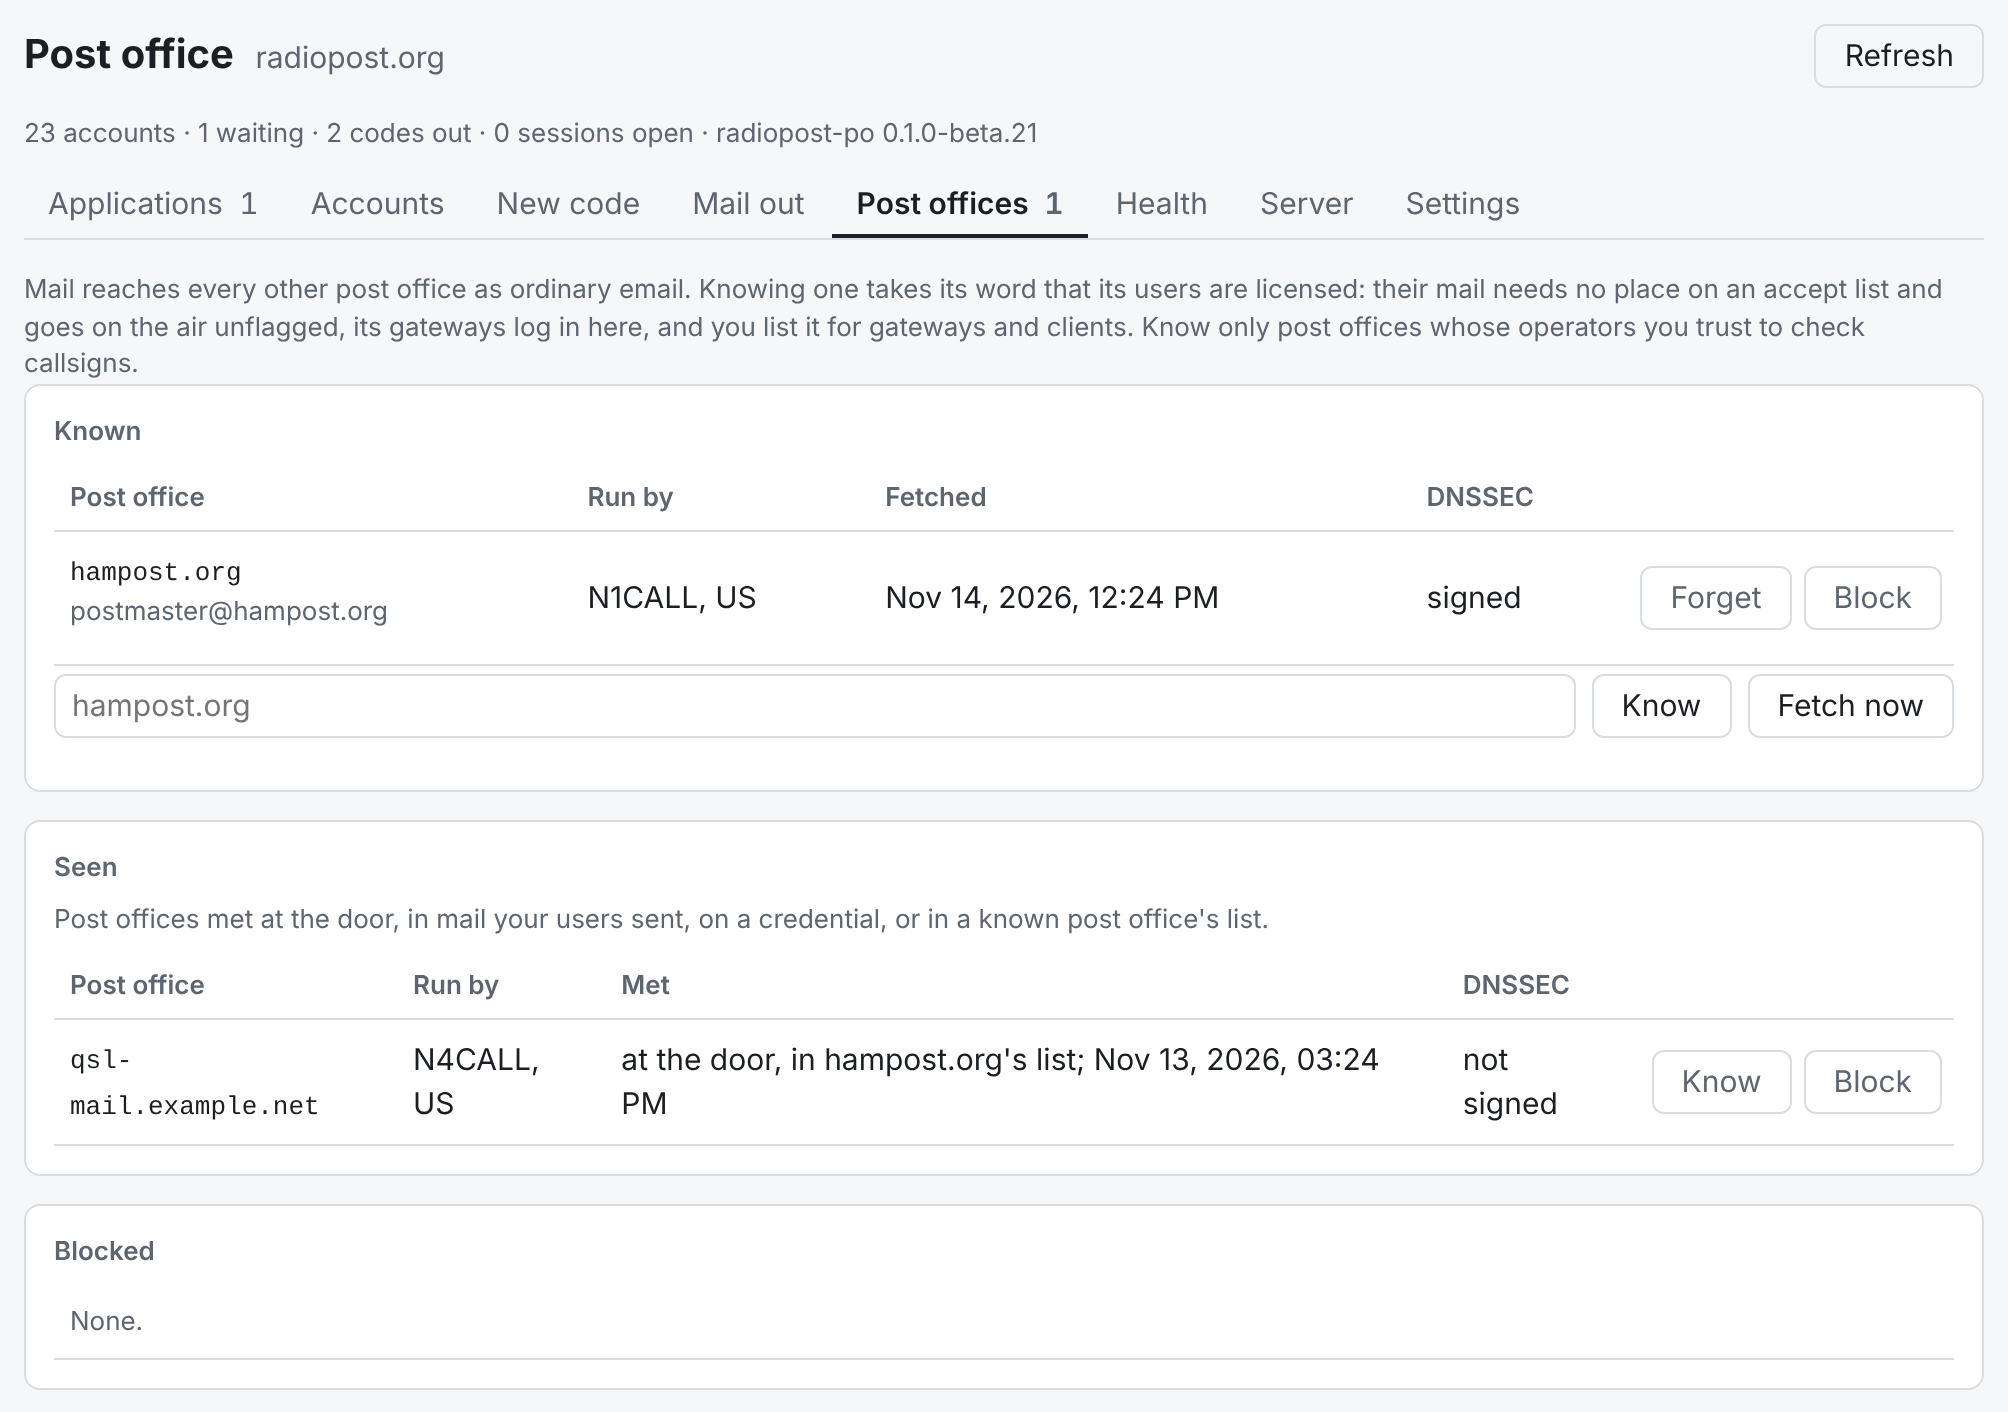 Post office radiopost.org
Refresh
23 accounts · 1 waiting · 2 codes out · 0 sessions open · radiopost-po 0.1.0-beta.21
Applications 1 Accounts New code Mail out Post offices 1 Health Server Settings
Mail reaches every other post office as ordinary email. Knowing one takes its word that its users are licensed: their mail needs no place on an accept list and
goes on the air unflagged, its gateways log in here, and you list it for gateways and clients. Know only post offices whose operators you trust to check
callsigns.
Known
Post office Run by Fetched DNSSEC
hampost.org
postmaster@hampost.org
N1CALL, US Nov 14, 2026, 12:24 PM signed Forget Block
hampost.org Know Fetch now
Seen
Post offices met at the door, in mail your users sent, on a credential, or in a known post office's list.
Post office Run by Met DNSSEC
qsl-
mail.example.net
N4CALL,
US
at the door, in hampost.org's list; Nov 13, 2026, 03:24
PM
not
signed
Know Block
Blocked
None.